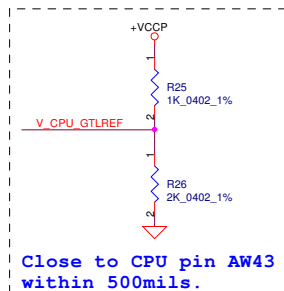 +VCCP
1
R25
1K_0402_1%
2
V_CPU_GTLREF
1
R26
2K_0402_1%
2
Close to CPU pin AW43
within 500mils.